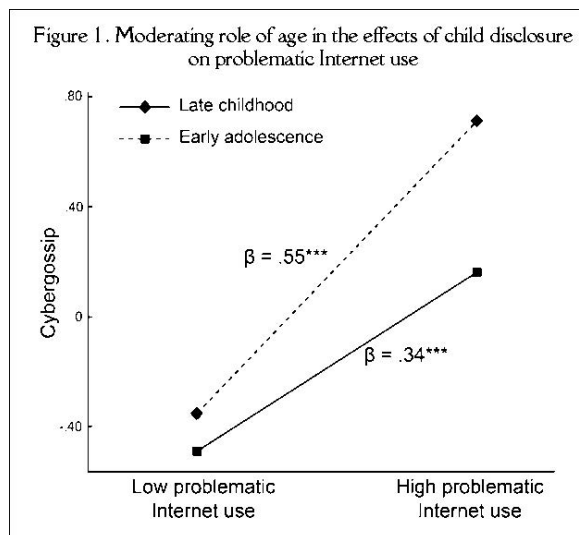 Figure 1. Moderating role of age in the effects of child disclosure
on problematic Internet use
.80
Late childhood
Early adolescence
.40
β = .55***
Cybergossip
0
β = .34***
-.40
Low problematic
Internet use
High problematic
Internet use